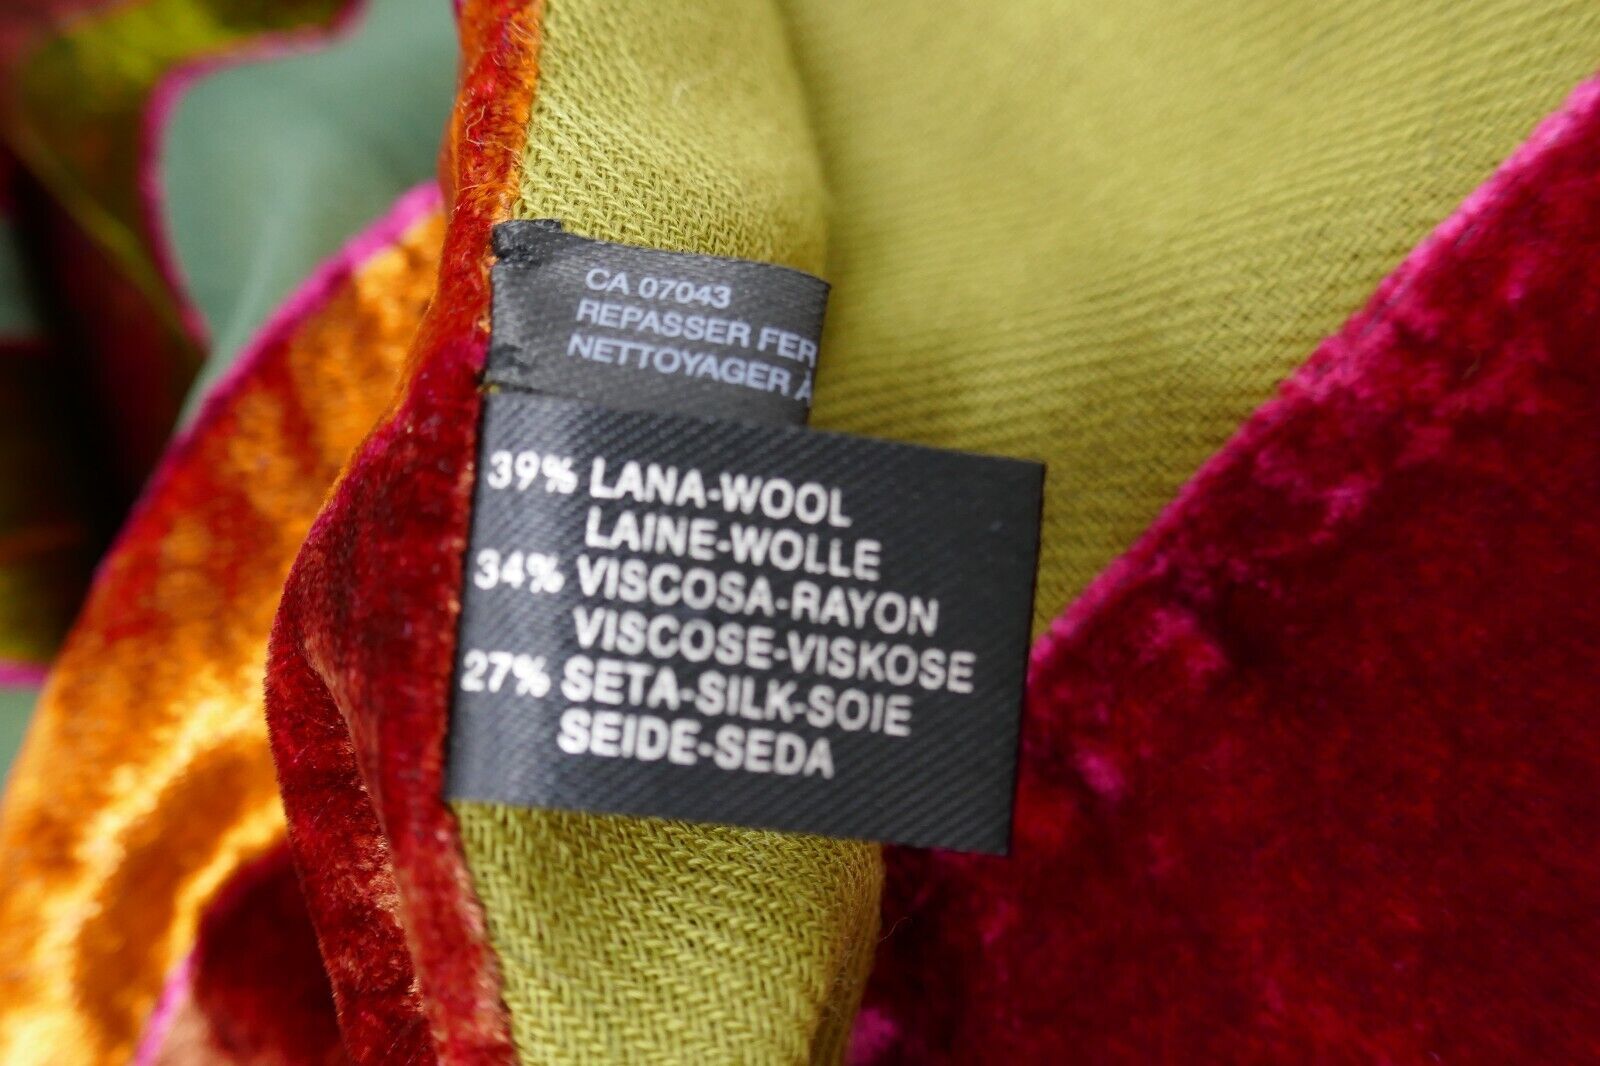 CA 07043
REPASSER FER
NETTOYAGER À
39% LANA-WOOL
LAINE-WOLLE
34% VISCOSA-RAYON
VISCOSE-VISKOSE
27% SETA-SILK-SOIE
SEIDE-SEDA